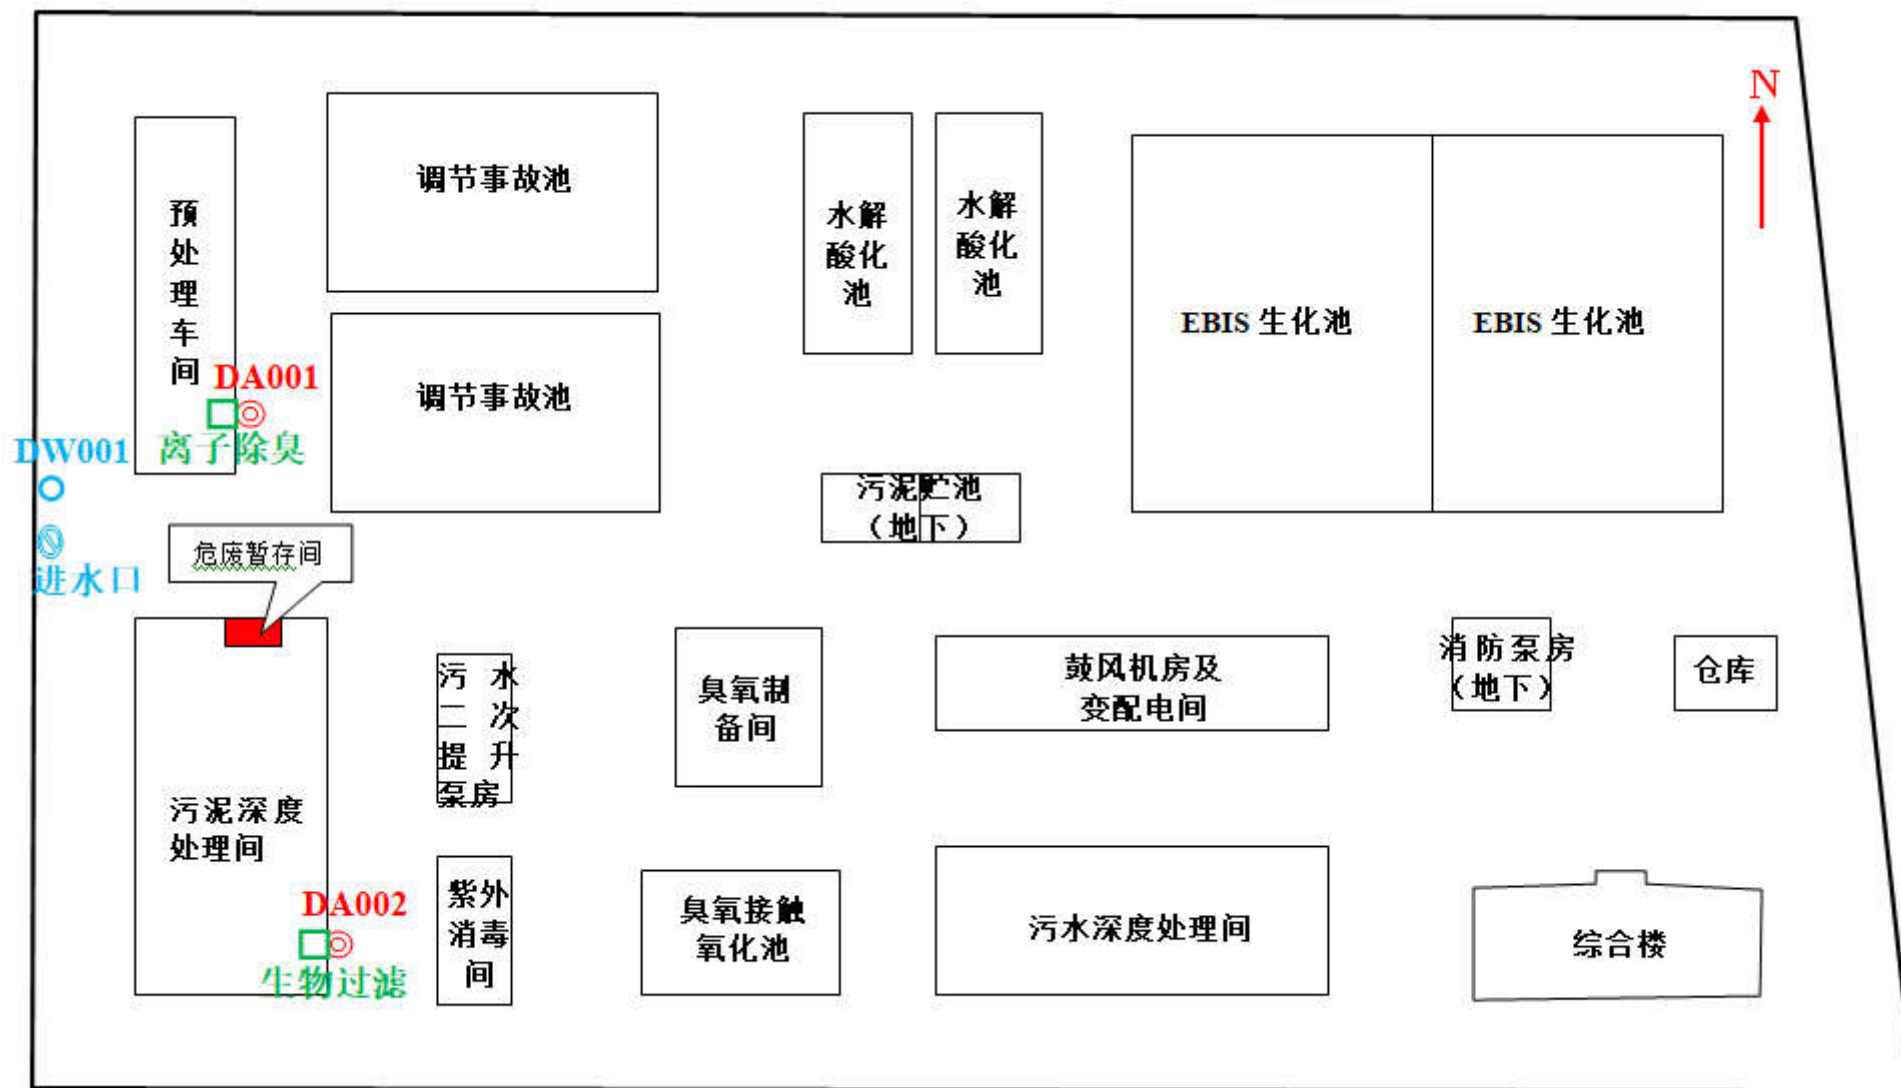 N
预
处
理
车
间
调节事故池
调节事故池
水解
酸化
池
水解
酸化
池
EBIS 生化池
EBIS 生化池
DA001
离子除臭
DW001
进水口
危废暂存间
污泥贮池
（地下）
污泥深度
处理间
DA002
生物过滤
污 水
二 次
提 升
泵房
紫外
消毒
间
臭氧制
备间
臭氧接触
氧化池
鼓风机房及
变配电间
污水深度处理间
消防泵房
（地下）
仓库
综合楼